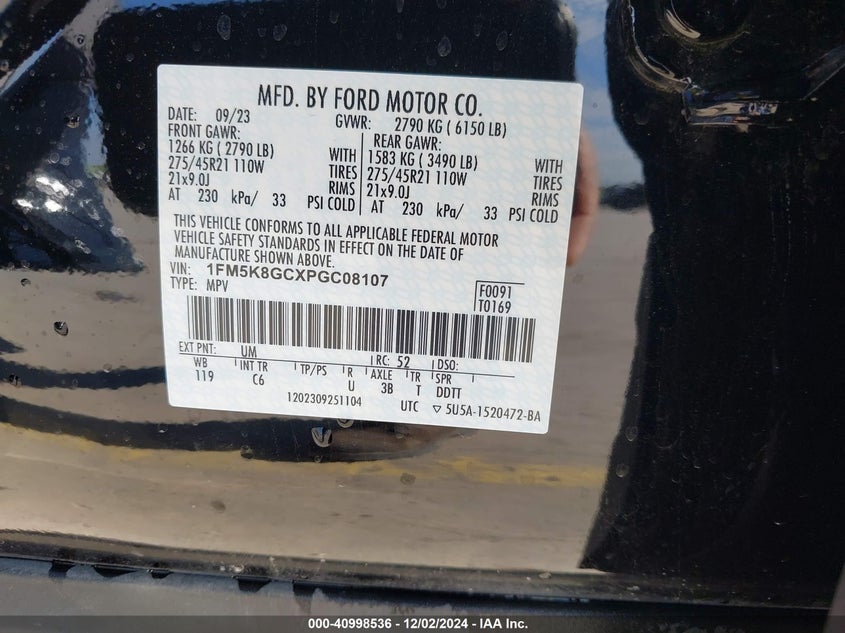 MFD. BY FORD MOTOR CO.
DATE: 09/23 GVWR: 2790 KG ( 6150 LB)
FRONT GAWR: REAR GAWR:
1266 KG ( 2790 LB) WITH 1583 KG ( 3490 LB) WITH
275/45R21 110W TIRES 275/45R21 110W TIRES
21x9.0J RIMS 21x9.0J RIMS
AT 230 kPa/ 33 PSI COLD AT 230 kPa/ 33 PSI COLD
THIS VEHICLE CONFORMS TO ALL APPLICABLE FEDERAL MOTOR
VEHICLE SAFETY STANDARDS IN EFFECT ON THE DATE OF
MANUFACTURE SHOWN ABOVE.
VIN: 1FM5K8GCXPGC08107
TYPE: MPV
F0091
T0169
EXT PNT: UM RC: 52 DSO:
WB INT TR TP/PS R AXLE TR SPR
119 C6 U 3B T DDTT
1202309251104 UTC ▽ 5U5A-1520472-BA
000-40998536 - 12/02/2024 - IAA Inc.